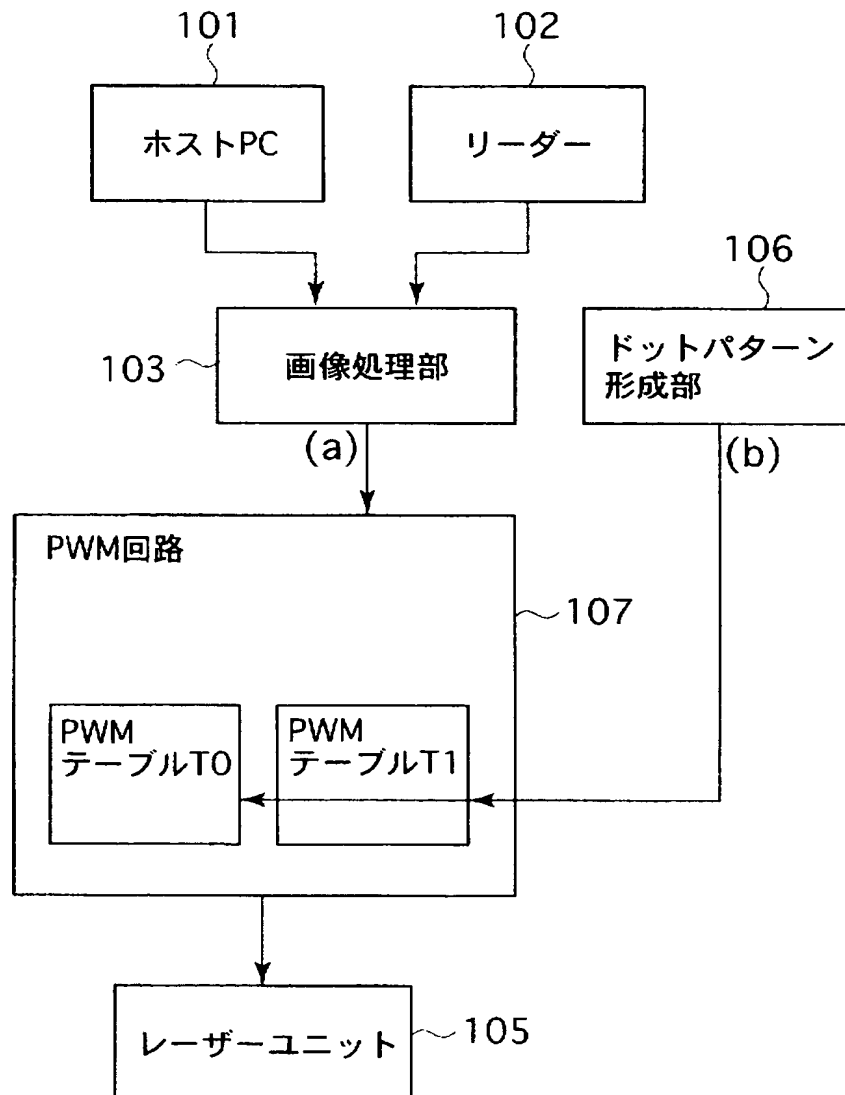 101
102
ホストPC
リーダー
106
103
画像処理部
ドットパターン
形成部
(a)
(b)
PWM回路
107
PWM
テーブルT0
PWM
テーブルT1
レーザーユニット
105